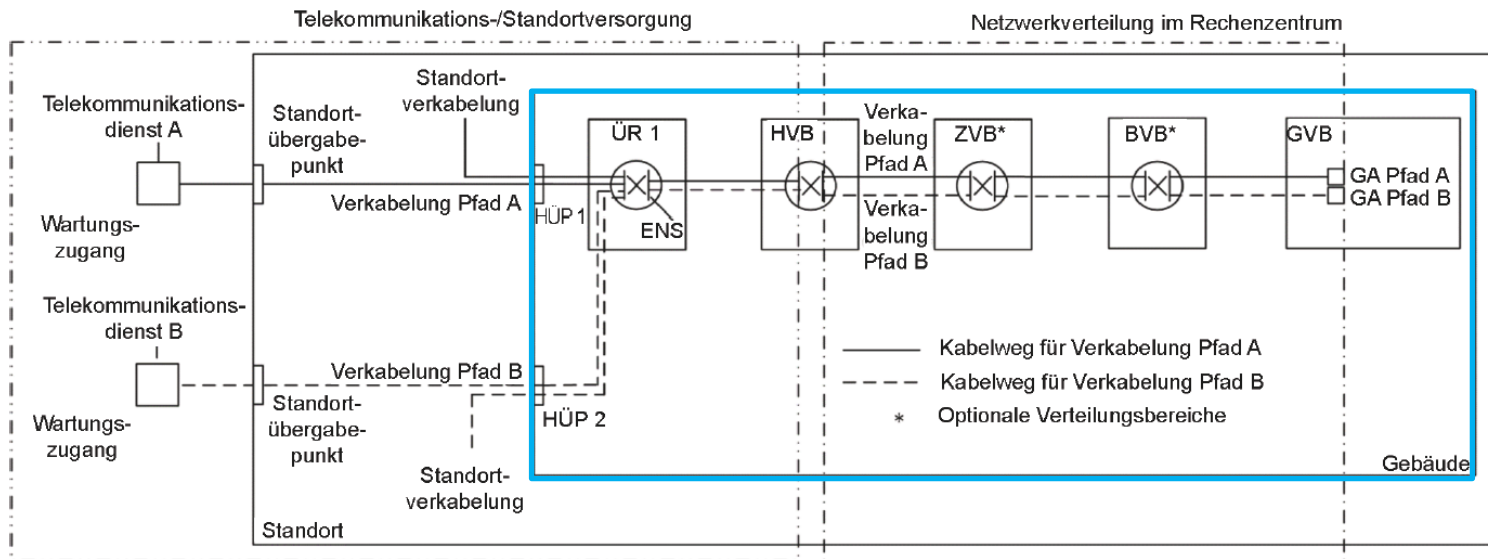 Telekommunikations-/Standortversorgung
Netzwerkverteilung im Rechenzentrum
Telekommunikations-
dienst A
Standort-
übergabe-
punkt
Standort-
verkabelung
Wartungs-
zugang
Verkabelung Pfad A
HÜP 1
ÜR 1
ENS
HVB
Verka-
belung
Pfad A
Verka-
belung
Pfad B
ZVB*
BVB*
GVB
GA Pfad A
GA Pfad B
Telekommunikations-
dienst B
Wartungs-
zugang
Verkabelung Pfad B
Standort-
übergabe-
punkt
HÜP 2
Standort-
verkabelung
Kabelweg für Verkabelung Pfad A
Kabelweg für Verkabelung Pfad B
* Optionale Verteilungsbereiche
Gebäude
Standort